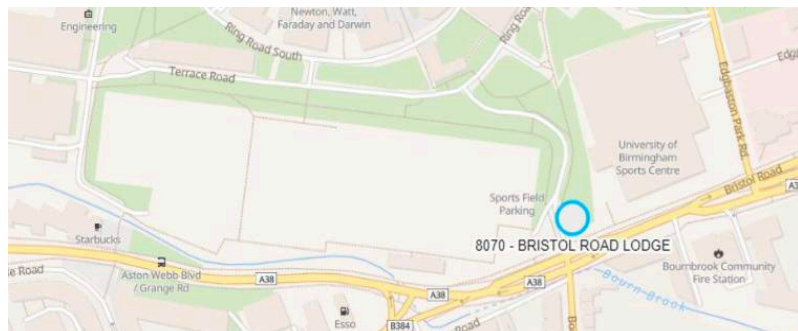 Engineering
Newton, Watt,
Faraday and Darwin
Ring Road South
Ring Road
Terrace Road
Edgbaston Park Rd
University of
Birmingham
Sports Centre
Sports Field
Parking
Bristol Road
8070 - BRISTOL ROAD LODGE
Starbucks
Aston Webb Blvd
/ Grange Rd
A38
A38
Esso
B384
Road
Bourn-Brook
Bournbrook Community
Fire Station